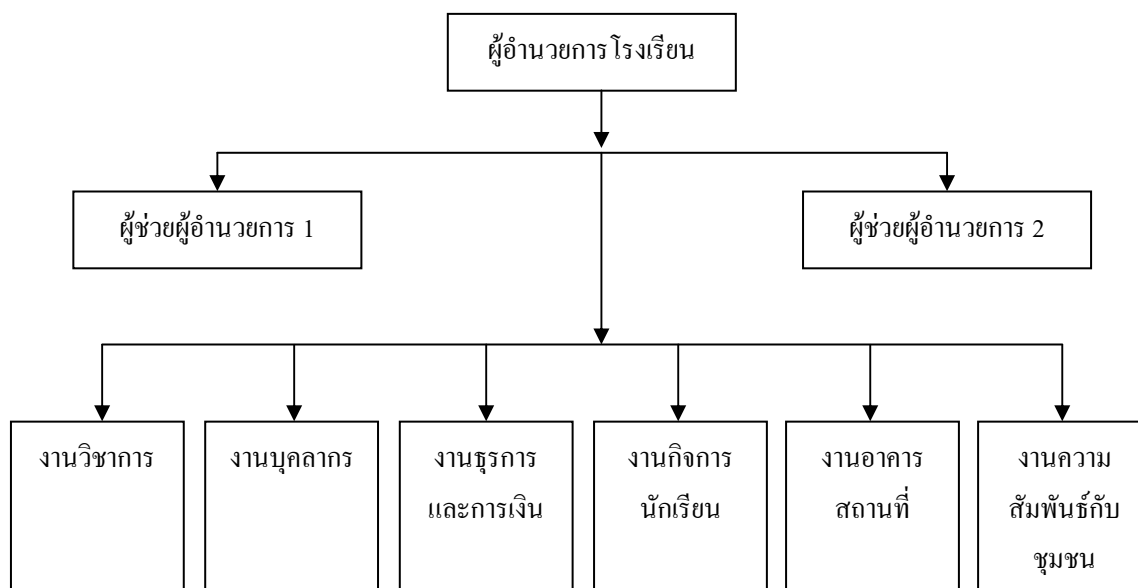 ผู้อำนวยการโรงเรียน
ผู้ช่วยผู้อำนวยการ 1
ผู้ช่วยผู้อำนวยการ 2
งานวิชาการ
งานบุคลากร
งานธุรการ
และการเงิน
งานกิจการ
นักเรียน
งานอาคาร
สถานที่
งานความ
สัมพันธ์กับ
ชุมชน